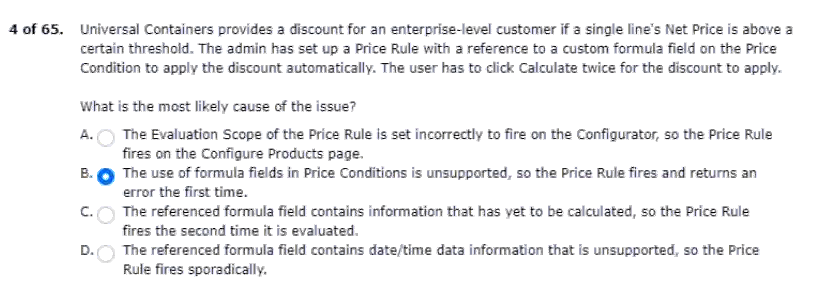 4 of 65. Universal Containers provides a discount for an enterprise-level customer if a single line's Net Price is above a
certain threshold. The admin has set up a Price Rule with a reference to a custom formula field on the Price
Condition to apply the discount automatically. The user has to click Calculate twice for the discount to apply.
What is the most likely cause of the issue?
A. The Evaluation Scope of the Price Rule is set incorrectly to fire on the Configurator, so the Price Rule
fires on the Configure Products page.
B. The use of formula fields in Price Conditions is unsupported, so the Price Rule fires and returns an
error the first time.
C. The referenced formula field contains information that has yet to be calculated, so the Price Rule
fires the second time it is evaluated.
D. The referenced formula field contains date/time data information that is unsupported, so the Price
Rule fires sporadically.